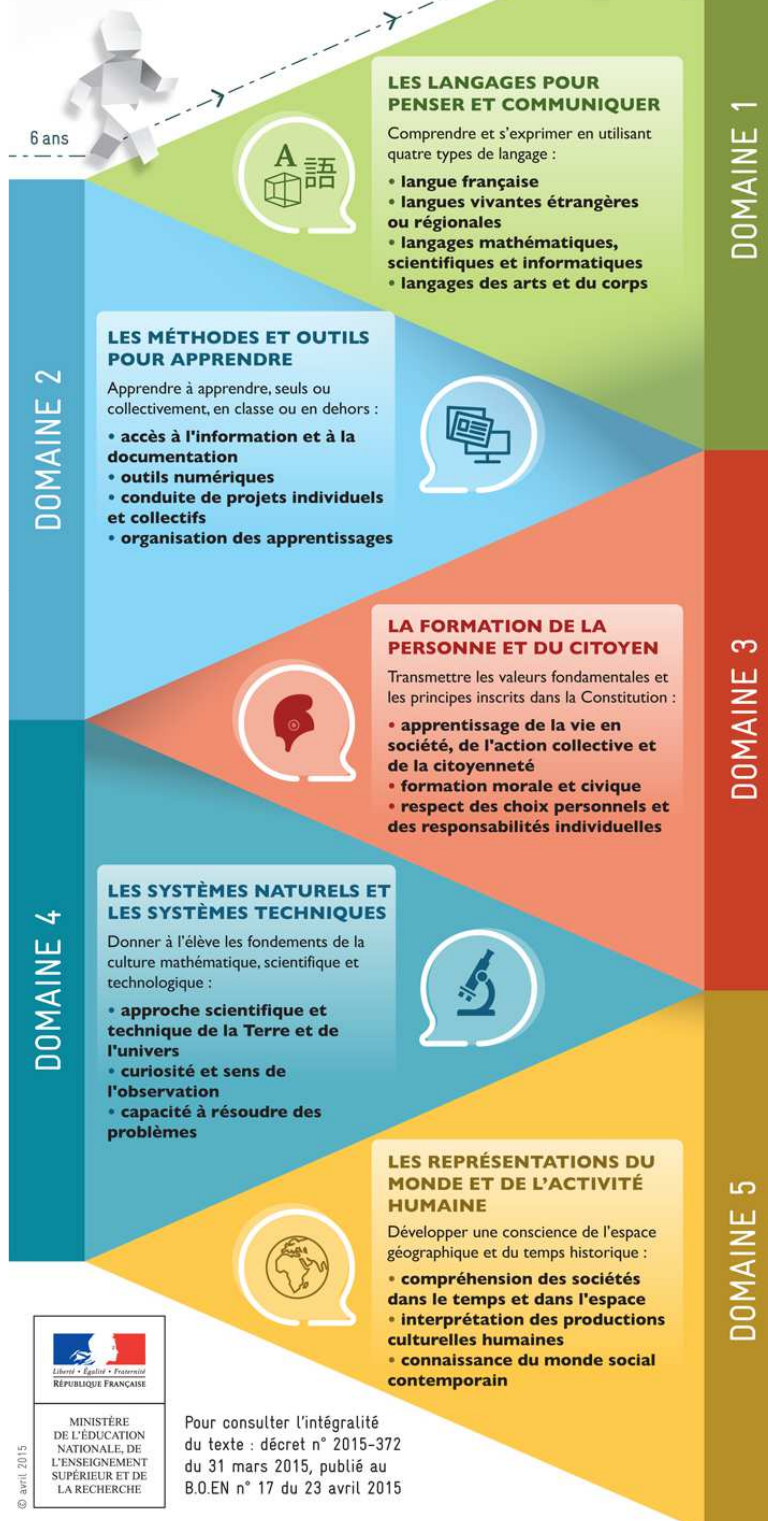 6 ans
LES LANGAGES POUR
PENSER ET COMMUNIQUER
Comprendre et s'exprimer en utilisant
quatre types de langage :
• langue française
• langues vivantes étrangères
ou régionales
• langages mathématiques,
scientifiques et informatiques
• langages des arts et du corps
A 語
DOMAINE 1
LES MÉTHODES ET OUTILS
POUR APPRENDRE
Apprendre à apprendre, seuls ou
collectivement, en classe ou en dehors :
• accès à l'information et à la
documentation
• outils numériques
• conduite de projets individuels
et collectifs
• organisation des apprentissages
DOMAINE 2
LA FORMATION DE LA
PERSONNE ET DU CITOYEN
Transmettre les valeurs fondamentales et
les principes inscrits dans la Constitution :
• apprentissage de la vie en
société, de l'action collective et
de la citoyenneté
• formation morale et civique
• respect des choix personnels et
des responsabilités individuelles
DOMAINE 3
LES SYSTÈMES NATURELS ET
LES SYSTÈMES TECHNIQUES
Donner à l'élève les fondements de la
culture mathématique, scientifique et
technologique :
• approche scientifique et
technique de la Terre et de
l'univers
• curiosité et sens de
l'observation
• capacité à résoudre des
problèmes
DOMAINE 4
LES REPRÉSENTATIONS DU
MONDE ET DE L'ACTIVITÉ
HUMAINE
Développer une conscience de l'espace
géographique et du temps historique :
• compréhension des sociétés
dans le temps et dans l'espace
• interprétation des productions
culturelles humaines
• connaissance du monde social
contemporain
DOMAINE 5
Liberté • Égalité • Fraternité
RÉPUBLIQUE FRANÇAISE
MINISTÈRE
DE L'ÉDUCATION
NATIONALE, DE
L'ENSEIGNEMENT
SUPÉRIEUR ET DE
LA RECHERCHE
© avril 2015
Pour consulter l'intégralité
du texte : décret n° 2015-372
du 31 mars 2015, publié au
B.O.EN n° 17 du 23 avril 2015